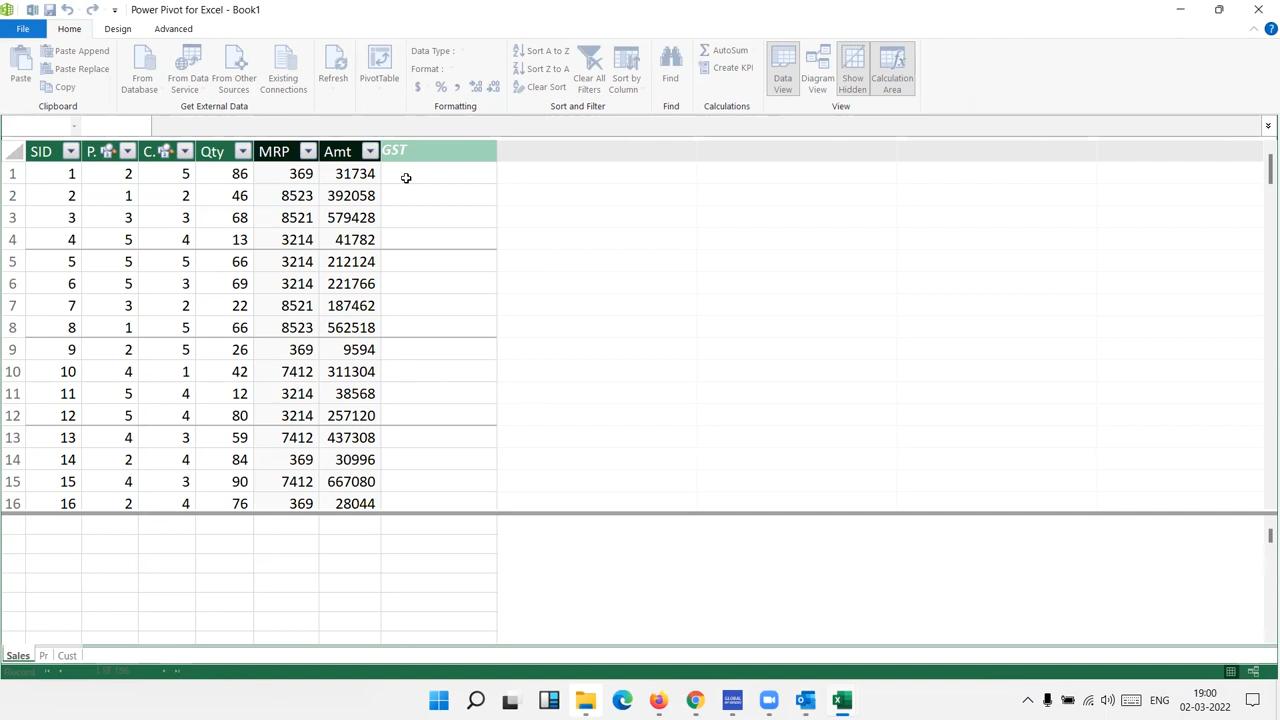 Power Pivot for Excel - Book1
File Home Design Advanced
Paste
Paste Append
Paste Replace
Copy
Clipboard
From Database
From Data Service
From Other Sources
Existing Connections
Get External Data
Refresh
PivotTable
Data Type :
Format :
$ % ,
Formatting
Sort A to Z
Sort Z to A
Clear Sort
Clear All Filters
Sort by Column
Sort and Filter
Find
Find
AutoSum
Create KPI
Calculations
Data View
Diagram View
Show Hidden
Calculation Area
View
SID P. C. Qty MRP Amt GST
1 1 2 5 86 369 31734
2 2 1 2 46 8523 392058
3 3 3 3 68 8521 579428
4 4 5 4 13 3214 41782
5 5 5 5 66 3214 212124
6 6 5 3 69 3214 221766
7 7 3 2 22 8521 187462
8 8 1 5 66 8523 562518
9 9 2 5 26 369 9594
10 10 4 1 42 7412 311304
11 11 5 4 12 3214 38568
12 12 5 4 80 3214 257120
13 13 4 3 59 7412 437308
14 14 2 4 84 369 30996
15 15 4 3 90 7412 667080
16 16 2 4 76 369 28044
Sales Pr Cust
Record:
ENG
19:00
02-03-2022